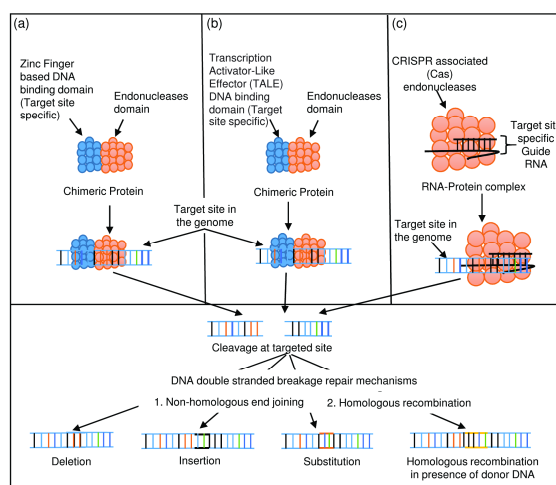 (a)
Zinc Finger
based DNA
binding domain
(Target site
specific)
Endonucleases
domain
Chimeric Protein
(b)
Transcription
Activator-Like
Effector (TALE)
DNA binding
domain (Target
site specific)
Endonucleases
domain
Chimeric Protein
Target site in
the genome
(c)
CRISPR associated
(Cas)
endonucleases
Target site
specific
Guide
RNA
RNA-Protein complex
Target site in
the genome
Cleavage at targeted site
DNA double stranded breakage repair mechanisms
1. Non-homologous end joining
2. Homologous recombination
Deletion
Insertion
Substitution
Homologous recombination
in presence of donor DNA